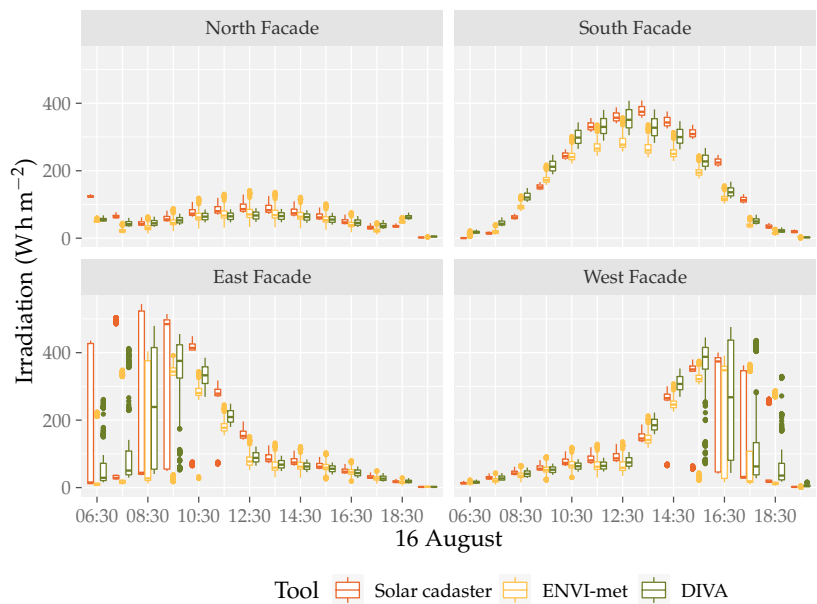 North Facade
South Facade
400
200
0
East Facade
West Facade
400
200
0
Irradiation (W h m−2)
06:30 08:30 10:30 12:30 14:30 16:30 18:30
06:30 08:30 10:30 12:30 14:30 16:30 18:30
16 August
Tool Solar cadaster ENVI-met DIVA